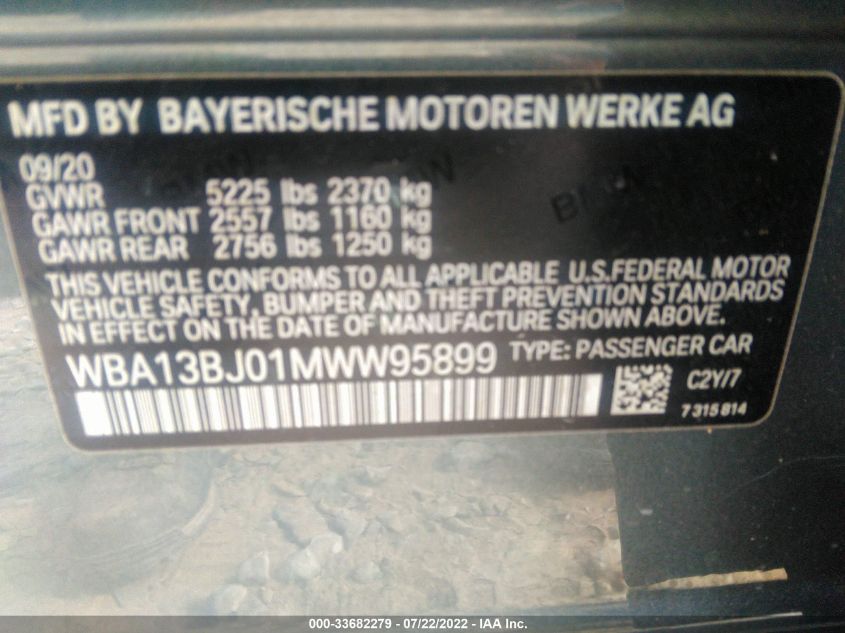 MFD BY BAYERISCHE MOTOREN WERKE AG
09/20
GVWR 5225 lbs 2370 kg
GAWR FRONT 2557 lbs 1160 kg
GAWR REAR 2756 lbs 1250 kg
THIS VEHICLE CONFORMS TO ALL APPLICABLE U.S.FEDERAL MOTOR
VEHICLE SAFETY, BUMPER AND THEFT PREVENTION STANDARDS
IN EFFECT ON THE DATE OF MANUFACTURE SHOWN ABOVE.
WBA13BJ01MWW95899 TYPE: PASSENGER CAR
C2Y/7
7 315 814
000-33682279 - 07/22/2022 - IAA Inc.